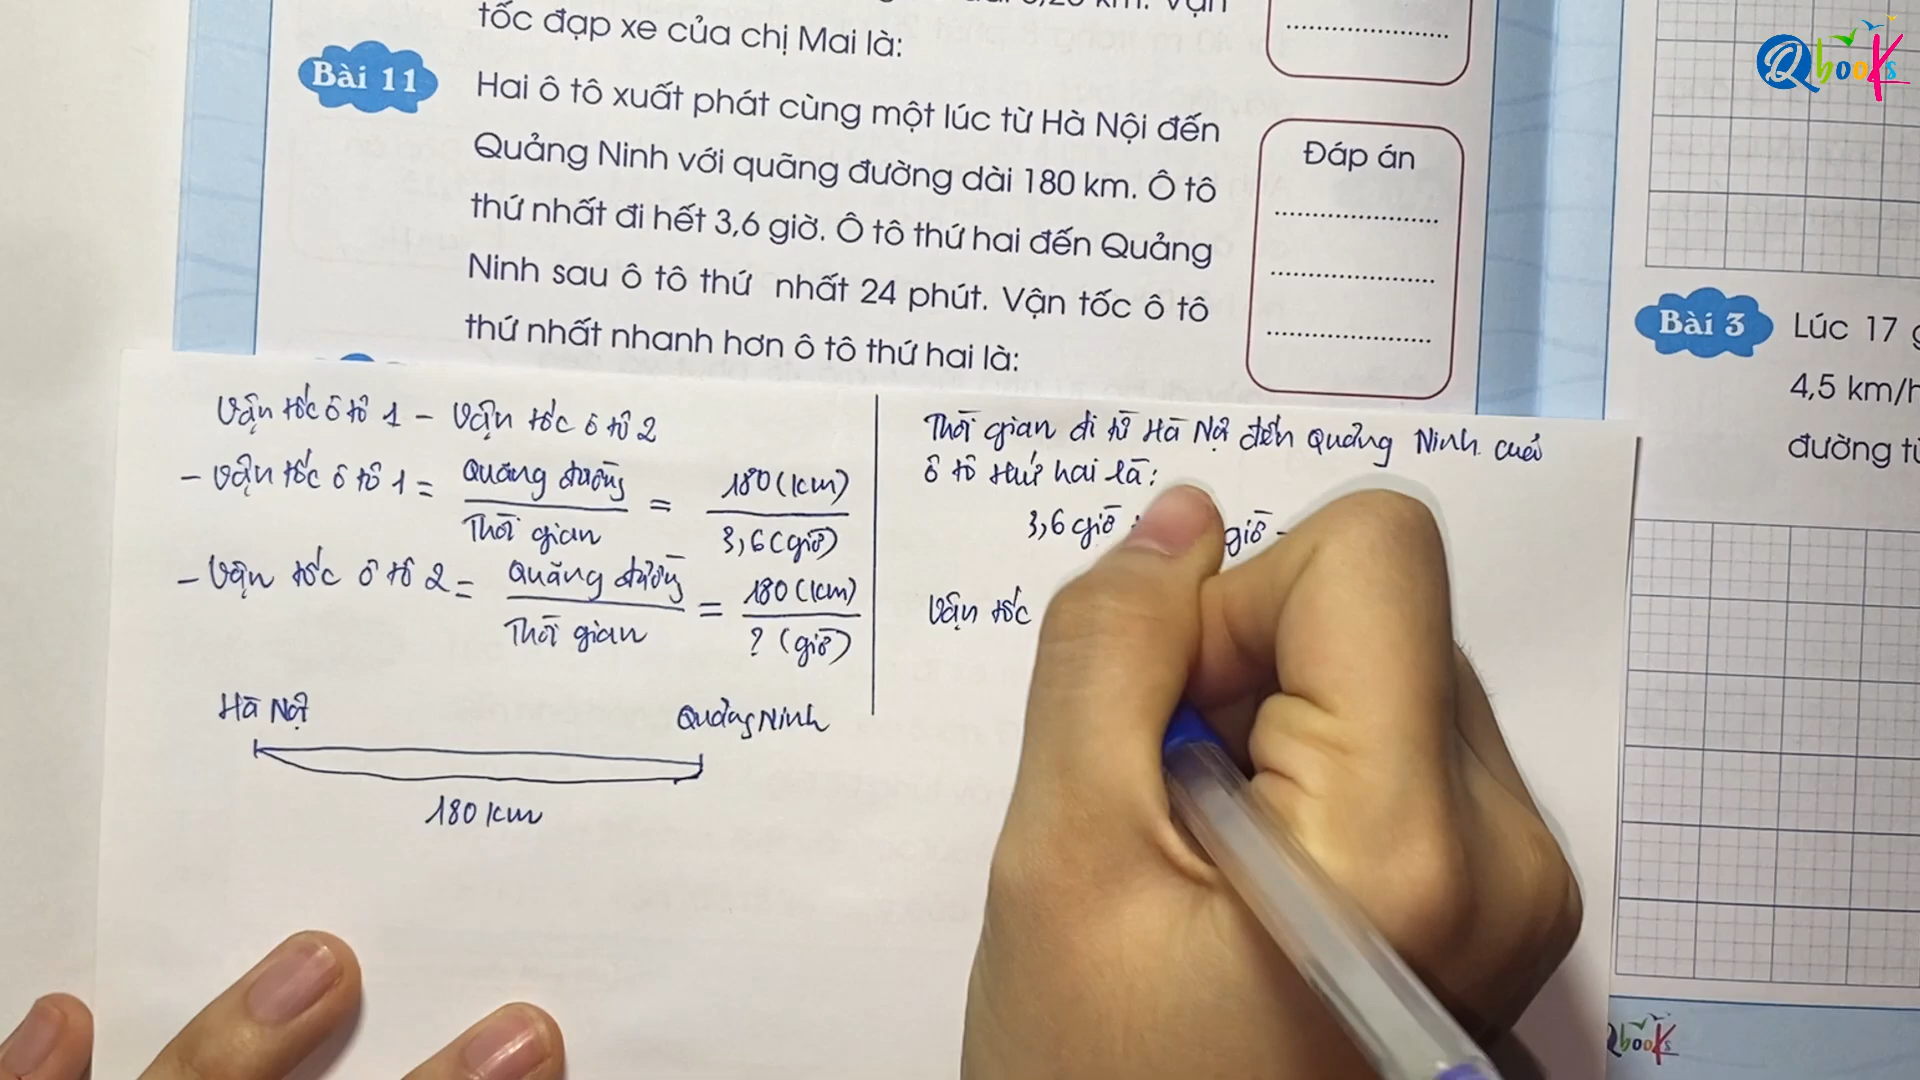 tốc đạp xe của chị Mai là:
Bài 11
Hai ô tô xuất phát cùng một lúc từ Hà Nội đến
Quảng Ninh với quãng đường dài 180 km. Ô tô
thứ nhất đi hết 3,6 giờ. Ô tô thứ hai đến Quảng
Ninh sau ô tô thứ nhất 24 phút. Vận tốc ô tô
thứ nhất nhanh hơn ô tô thứ hai là:
Đáp án
Vận tốc ô tô 1 - Vận tốc ô tô 2
- Vận tốc ô tô 1 = Quãng đường / Thời gian = 180 (km) / 3,6 (giờ)
- Vận tốc ô tô 2 = Quãng đường / Thời gian = 180 (km) / ? (giờ)
Hà Nội Quảng Ninh
180 km
Thời gian đi từ Hà Nội đến Quảng Ninh của
ô tô thứ hai là:
3,6 giờ giờ =
Vận tốc
Bài 3
Lúc 17
4,5 km/h
đường từ
Qbooks
Qbooks